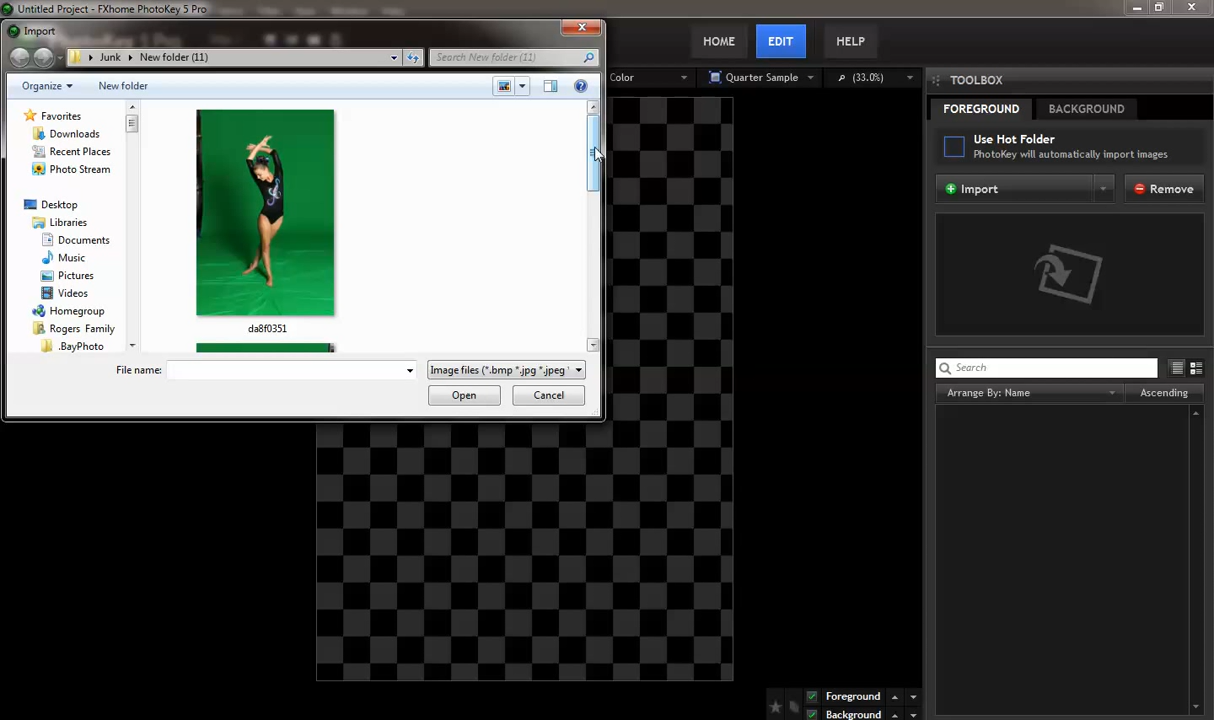 Untitled Project - FXhome PhotoKey 5 Pro
Import
Junk
New folder (11)
Search New folder (11)
Organize
New folder
Favorites
Downloads
Recent Places
Photo Stream
Desktop
Libraries
Documents
Music
Pictures
Videos
Homegroup
Rogers Family
.BayPhoto
da8f0351
File name:
Image files (*.bmp *.jpg *.jpeg
Open
Cancel
HOME
EDIT
HELP
Color
Quarter Sample
(33.0%)
TOOLBOX
FOREGROUND
BACKGROUND
Use Hot Folder
PhotoKey will automatically import images
Import
Remove
Search
Arrange By: Name
Ascending
Foreground
Background